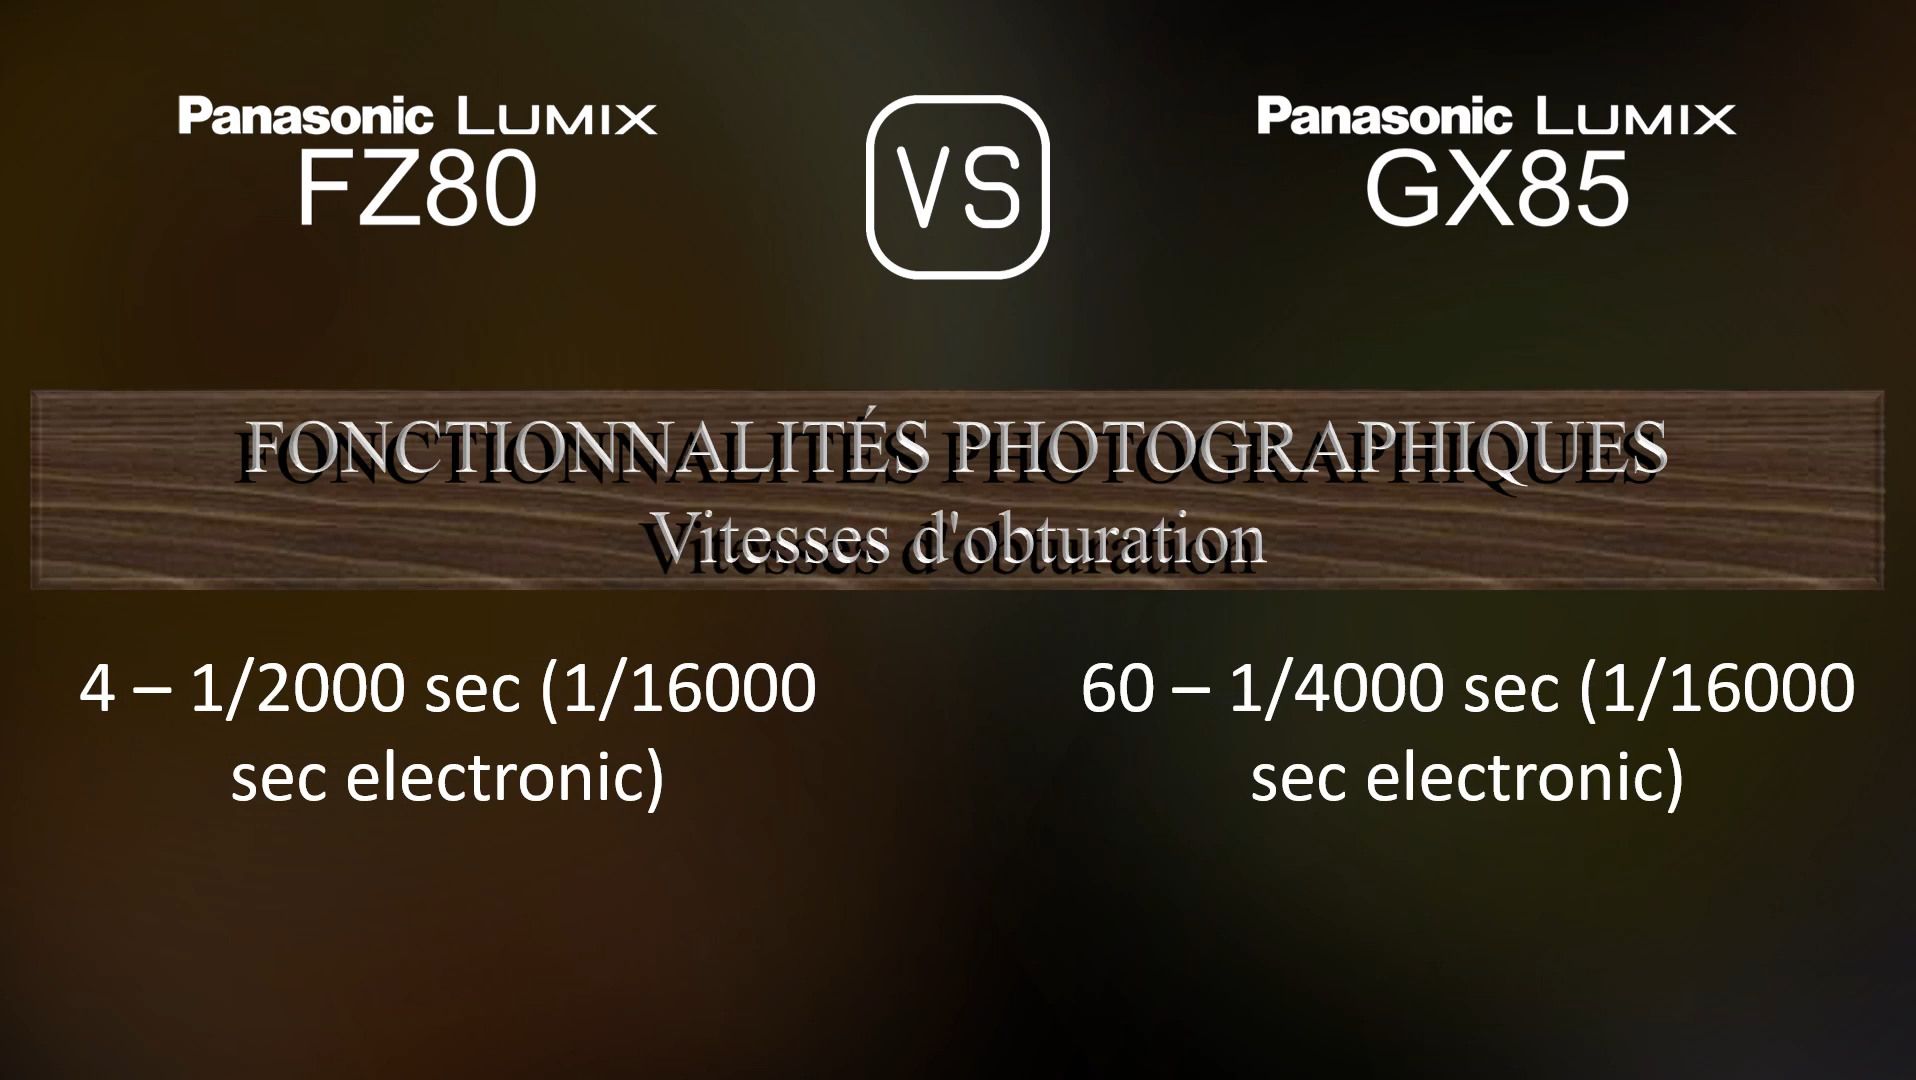 Panasonic LUMIX
FZ80
VS
Panasonic LUMIX
GX85
FONCTIONNALITÉS PHOTOGRAPHIQUES
Vitesses d'obturation
4 – 1/2000 sec (1/16000
sec electronic)
60 – 1/4000 sec (1/16000
sec electronic)